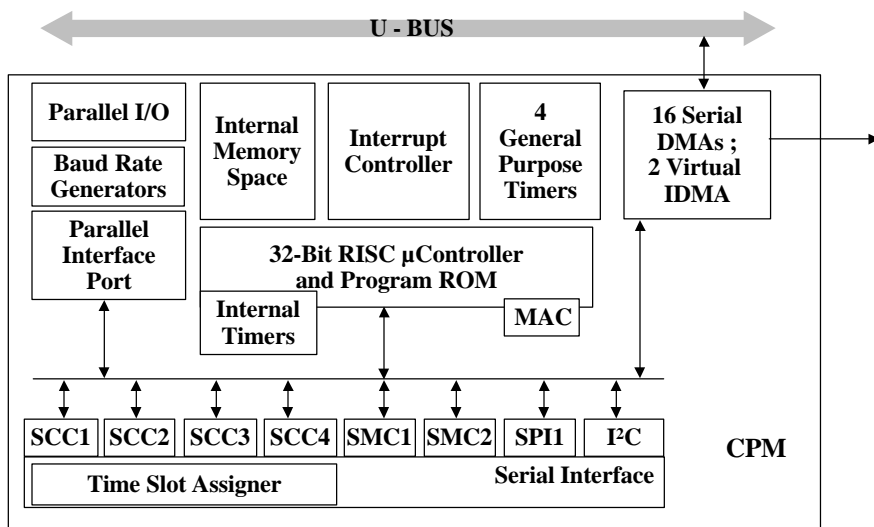 U - BUS
Parallel I/O
Baud Rate
Generators
Parallel
Interface
Port
Internal
Memory
Space
Interrupt
Controller
4
General
Purpose
Timers
16 Serial
DMAs ;
2 Virtual
IDMA
32-Bit RISC µController
and Program ROM
Internal
Timers
MAC
SCC1
SCC2
SCC3
SCC4
SMC1
SMC2
SPI1
I²C
Serial Interface
Time Slot Assigner
CPM